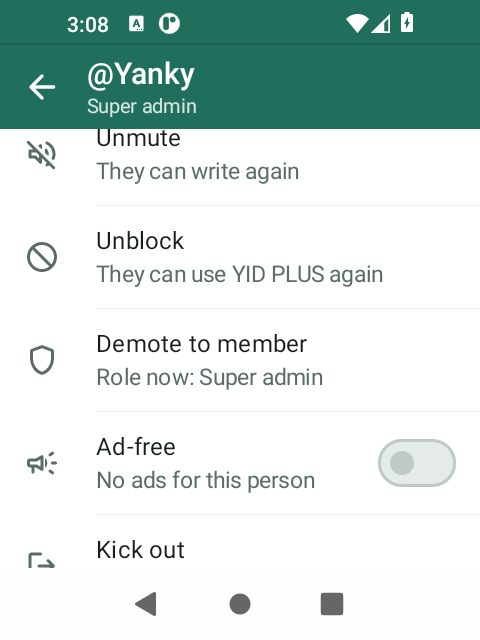 3:08
@Yanky
Super admin
Unmute
They can write again
Unblock
They can use YID PLUS again
Demote to member
Role now: Super admin
Ad-free
No ads for this person
Kick out